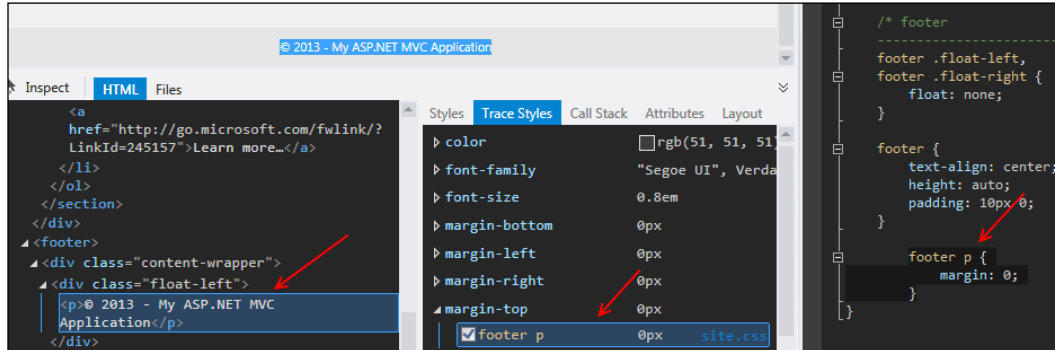 © 2013 - My ASP.NET MVC Application
Inspect HTML Files
<a
href="http://go.microsoft.com/fwlink/?
LinkId=245157">Learn more…</a>
</li>
</ol>
</section>
</div>
<footer>
<div class="content-wrapper">
<div class="float-left">
<p>© 2013 - My ASP.NET MVC
Application</p>
</div>
Styles Trace Styles Call Stack Attributes Layout
color rgb(51, 51, 51)
font-family "Segoe UI", Verda
font-size 0.8em
margin-bottom 0px
margin-left 0px
margin-right 0px
margin-top 0px
footer p 0px site.css
/* footer
----------------------
footer .float-left,
footer .float-right {
float: none;
}
footer {
text-align: center;
height: auto;
padding: 10px 0;
}
footer p {
margin: 0;
}
}